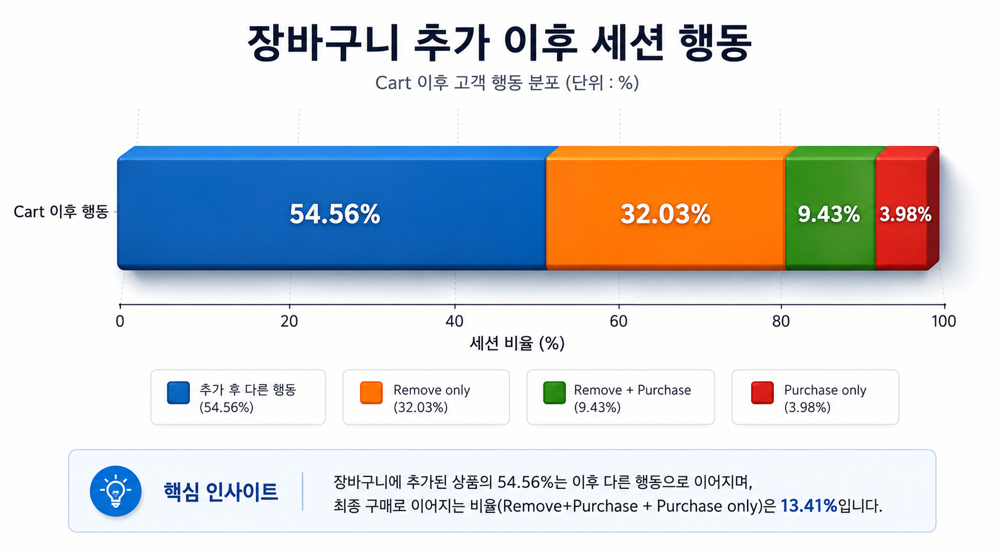 장바구니 추가 이후 세션 행동
Cart 이후 고객 행동 분포 (단위 : %)
Cart 이후 행동
54.56%
32.03%
9.43%
3.98%
0
20
40
60
80
100
세션 비율 (%)
추가 후 다른 행동
(54.56%)
Remove only
(32.03%)
Remove + Purchase
(9.43%)
Purchase only
(3.98%)
핵심 인사이트
장바구니에 추가된 상품의 54.56%는 이후 다른 행동으로 이어지며,
최종 구매로 이어지는 비율(Remove+Purchase + Purchase only)은 13.41%입니다.